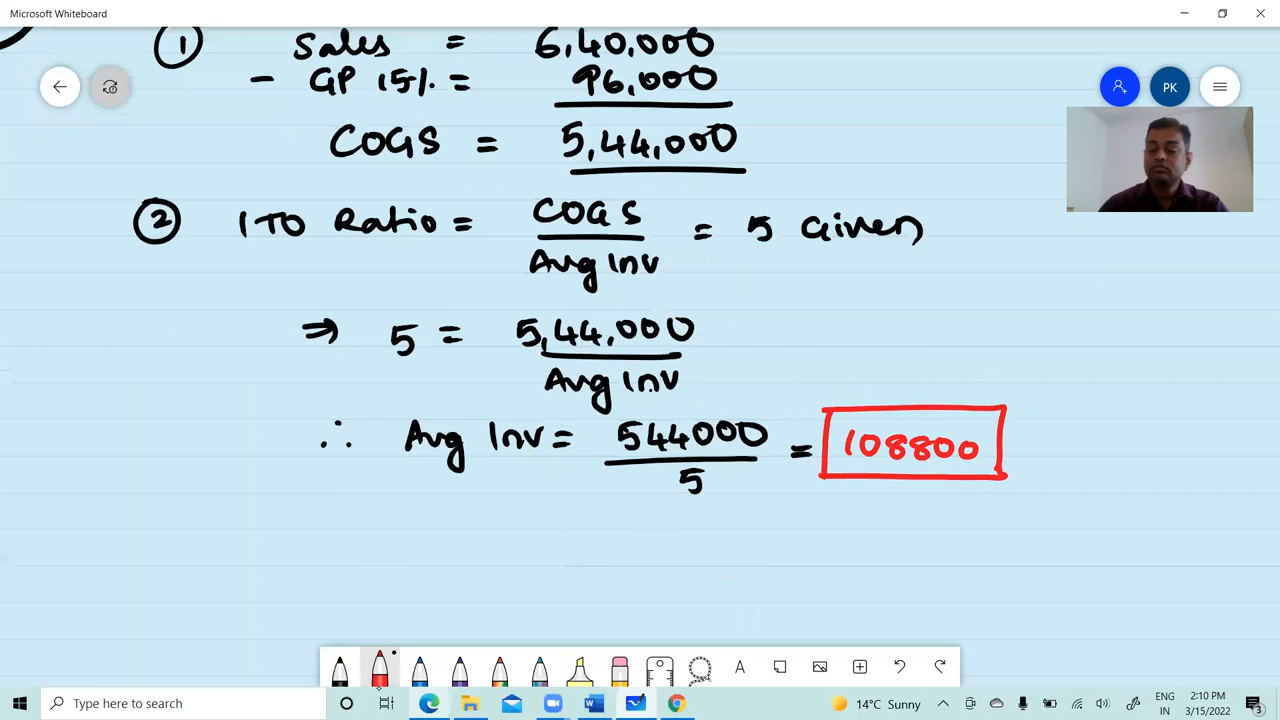 Microsoft Whiteboard
① Sales = 6,40,000
- GP 15% = 96,000
COGS = 5,44,000
PK
② ITO Ratio = COGS / Avg Inv = 5 Given
⇒ 5 = 5,44,000 / Avg Inv
∴ Avg Inv = 544000 / 5 = 108800
A
Type here to search
14°C Sunny
ENG
IN
2:10 PM
3/15/2022
3